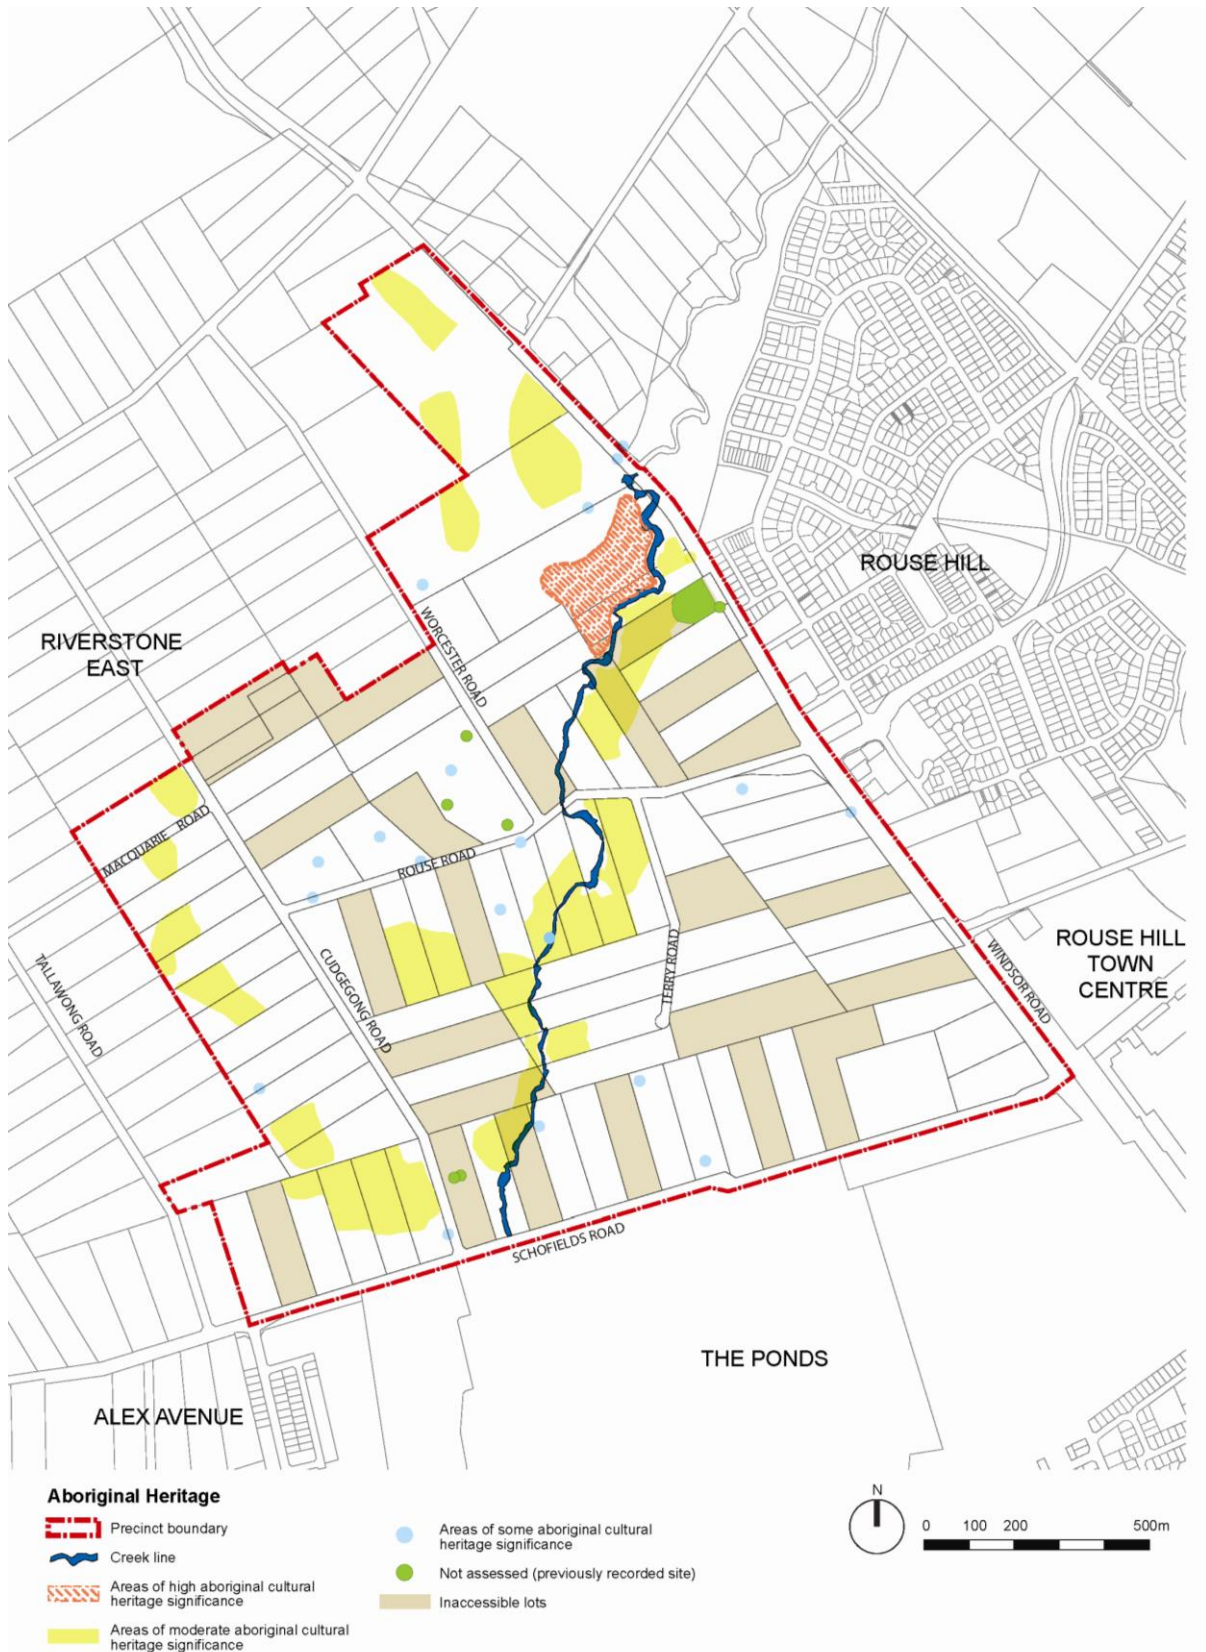 ROUSE HILL
RIVERSTONE
EAST
WORCESTER ROAD
MACQUARIE ROAD
ROUSE ROAD
TALLAWONG ROAD
CUDGEGONG ROAD
TERRY ROAD
WINDSOR ROAD
ROUSE HILL
TOWN
CENTRE
SCHOFIELDS ROAD
THE PONDS
ALEX AVENUE
Aboriginal Heritage
Precinct boundary
Creek line
Areas of high aboriginal cultural
heritage significance
Areas of moderate aboriginal cultural
heritage significance
Areas of some aboriginal cultural
heritage significance
Not assessed (previously recorded site)
Inaccessible lots
N
0 100 200 500m